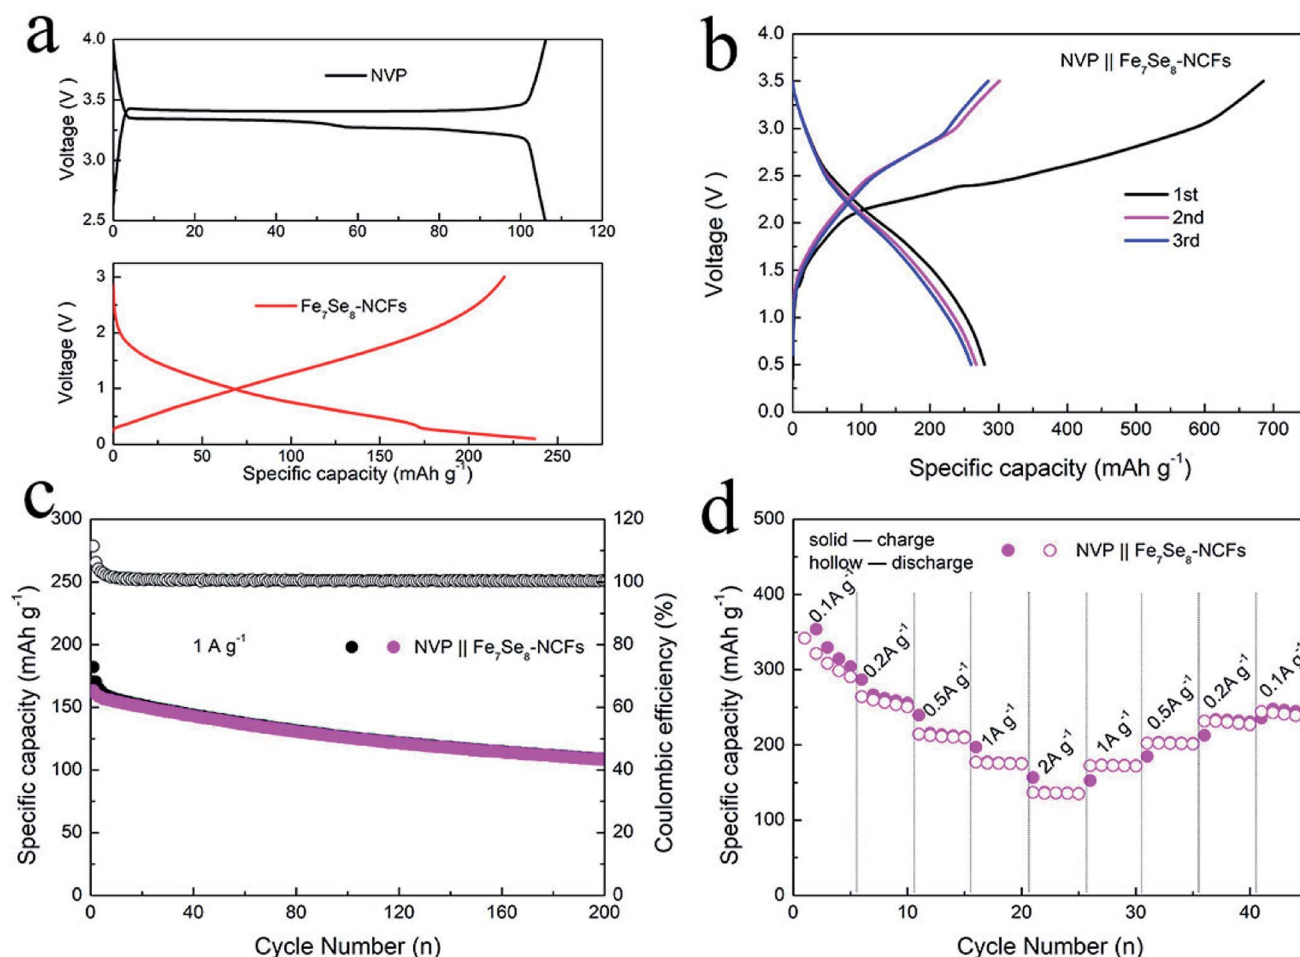 a
4.0
3.5
3.0
2.5
Voltage (V)
NVP
0 20 40 60 80 100 120
3
2
1
0
Voltage (V)
Fe₇Se₈-NCFs
0 50 100 150 200 250
Specific capacity (mAh g⁻¹)
b
4.0
3.5
3.0
2.5
2.0
1.5
1.0
0.5
0.0
Voltage (V)
NVP || Fe₇Se₈-NCFs
1st
2nd
3rd
0 100 200 300 400 500 600 700
Specific capacity (mAh g⁻¹)
c
300
250
200
150
100
50
0
Specific capacity (mAh g⁻¹)
120
100
80
60
40
20
0
Coulombic efficiency (%)
1 A g⁻¹
NVP || Fe₇Se₈-NCFs
0 40 80 120 160 200
Cycle Number (n)
d
500
400
300
200
100
0
Specific capacity (mAh g⁻¹)
solid — charge
hollow — discharge
NVP || Fe₇Se₈-NCFs
0.1A g⁻¹
0.2A g⁻¹
0.5A g⁻¹
1A g⁻¹
2A g⁻¹
1A g⁻¹
0.5A g⁻¹
0.2A g⁻¹
0.1A g⁻¹
0 10 20 30 40
Cycle Number (n)